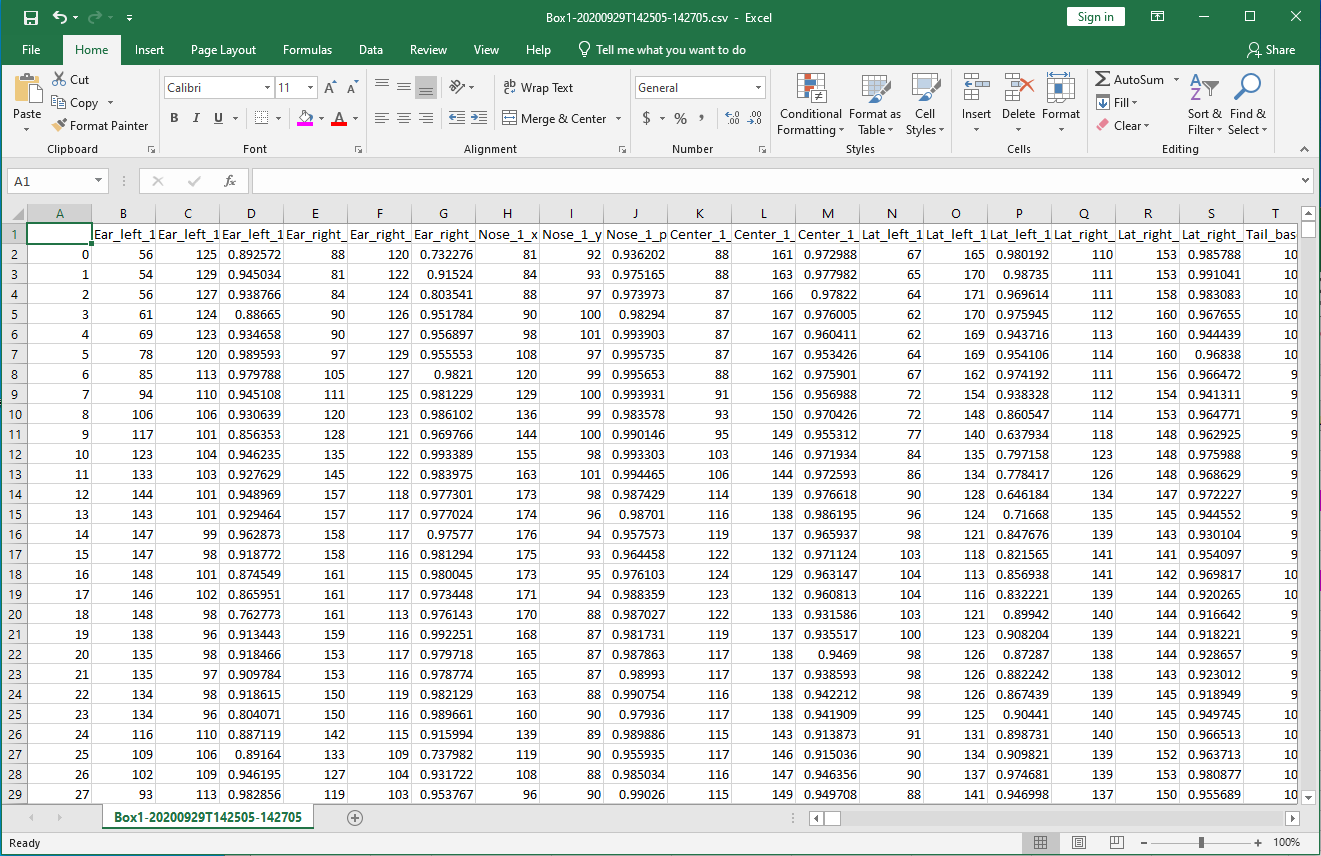 Box1-20200929T142505-142705.csv - Excel
Sign in
File Home Insert Page Layout Formulas Data Review View Help Tell me what you want to do Share
Cut
Copy
Format Painter
Paste
Clipboard
Calibri 11 A A
B I U A
Font
ab Wrap Text
Merge & Center
Alignment
General
$ % ,
Number
Conditional Formatting
Format as Table
Cell Styles
Styles
Insert Delete Format
Cells
AutoSum
Fill
Clear
Sort & Filter
Find & Select
Editing
A1 fx
A B C D E F G H I J K L M N O P Q R S T
1 Ear_left_1 Ear_left_1 Ear_left_1 Ear_right_ Ear_right_ Ear_right_ Nose_1_x Nose_1_y Nose_1_p Center_1_ Center_1_ Center_1_ Lat_left_1 Lat_left_1 Lat_left_1 Lat_right_ Lat_right_ Lat_right_ Tail_bas
2 0 56 125 0.892572 88 120 0.732276 81 92 0.936202 88 161 0.972988 67 165 0.980192 110 153 0.985788 10
3 1 54 129 0.945034 81 122 0.91524 84 93 0.975165 88 163 0.977982 65 170 0.98735 111 153 0.991041 10
4 2 56 127 0.938766 84 124 0.803541 88 97 0.973973 87 166 0.97822 64 171 0.969614 111 158 0.983083 10
5 3 61 124 0.88665 90 126 0.951784 90 100 0.98294 87 167 0.976005 62 170 0.975945 112 160 0.967655 10
6 4 69 123 0.934658 90 127 0.956897 98 101 0.993903 87 167 0.960411 62 169 0.943716 113 160 0.944439 10
7 5 78 120 0.989593 97 129 0.955553 108 97 0.995735 87 167 0.953426 64 169 0.954106 114 160 0.96838 10
8 6 85 113 0.979788 105 127 0.9821 120 99 0.995653 88 162 0.975901 67 162 0.974192 111 156 0.966472 9
9 7 94 110 0.945108 111 125 0.981229 129 100 0.993931 91 156 0.956988 72 154 0.938328 112 154 0.941311 9
10 8 106 106 0.930639 120 123 0.986102 136 99 0.983578 93 150 0.970426 72 148 0.860547 114 153 0.964771 9
11 9 117 101 0.856353 128 121 0.969766 144 100 0.990146 95 149 0.955312 77 140 0.637934 118 148 0.962925 9
12 10 123 104 0.946235 135 122 0.993389 155 98 0.993303 103 146 0.971934 84 135 0.797158 123 148 0.975988 9
13 11 133 103 0.927629 145 122 0.983975 163 101 0.994465 106 144 0.972593 86 134 0.778417 126 148 0.968629 9
14 12 144 101 0.948969 157 118 0.977301 173 98 0.987429 114 139 0.976618 90 128 0.646184 134 147 0.972227 9
15 13 143 101 0.929464 157 117 0.977024 174 96 0.98701 116 138 0.986195 96 124 0.71668 135 145 0.944552 9
16 14 147 99 0.962873 158 117 0.97577 176 94 0.957573 119 137 0.965937 98 121 0.847676 139 143 0.930104 9
17 15 147 98 0.918772 158 116 0.981294 175 93 0.964458 122 132 0.971124 103 118 0.821565 141 141 0.954097 9
18 16 148 101 0.874549 161 115 0.980045 173 95 0.976103 124 129 0.963147 104 113 0.856938 141 142 0.969817 10
19 17 146 102 0.865951 161 117 0.973448 171 94 0.988359 123 132 0.960813 104 116 0.832221 139 144 0.920265 10
20 18 148 98 0.762773 161 113 0.976143 170 88 0.987027 122 133 0.931586 103 121 0.89942 140 144 0.916642 9
21 19 138 96 0.913443 159 116 0.992251 168 87 0.981731 119 137 0.935517 100 123 0.908204 139 144 0.918221 9
22 20 135 98 0.918466 153 117 0.979718 165 87 0.987863 117 138 0.9469 98 126 0.87287 138 144 0.928657 9
23 21 135 97 0.909784 153 116 0.978774 165 87 0.98993 117 137 0.938593 98 126 0.882242 138 143 0.923012 9
24 22 134 98 0.918615 150 119 0.982129 163 88 0.990754 116 138 0.942212 98 126 0.867439 139 145 0.918949 9
25 23 134 96 0.804071 150 116 0.989661 160 90 0.97936 117 138 0.941909 99 125 0.90441 140 145 0.949745 10
26 24 116 110 0.887119 142 115 0.915994 139 89 0.989886 115 143 0.913873 91 131 0.898731 140 150 0.966513 10
27 25 109 106 0.89164 133 109 0.737982 119 90 0.955935 117 146 0.915036 90 134 0.909821 139 152 0.963713 10
28 26 102 109 0.946195 127 104 0.931722 108 88 0.985034 116 147 0.946356 90 137 0.974681 139 153 0.980877 10
29 27 93 113 0.982856 119 103 0.953767 96 90 0.99026 115 149 0.949708 88 141 0.946998 137 150 0.955689 10
Box1-20200929T142505-142705
Ready 100%